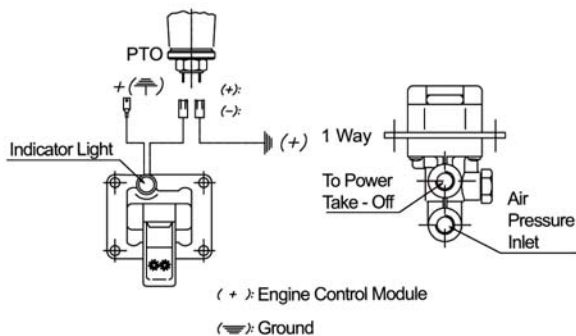 PTO
+(⏚)
(+):
(-):
(+)
Indicator Light
1 Way
To Power
Take - Off
Air
Pressure
Inlet
( + ): Engine Control Module
(⏚): Ground